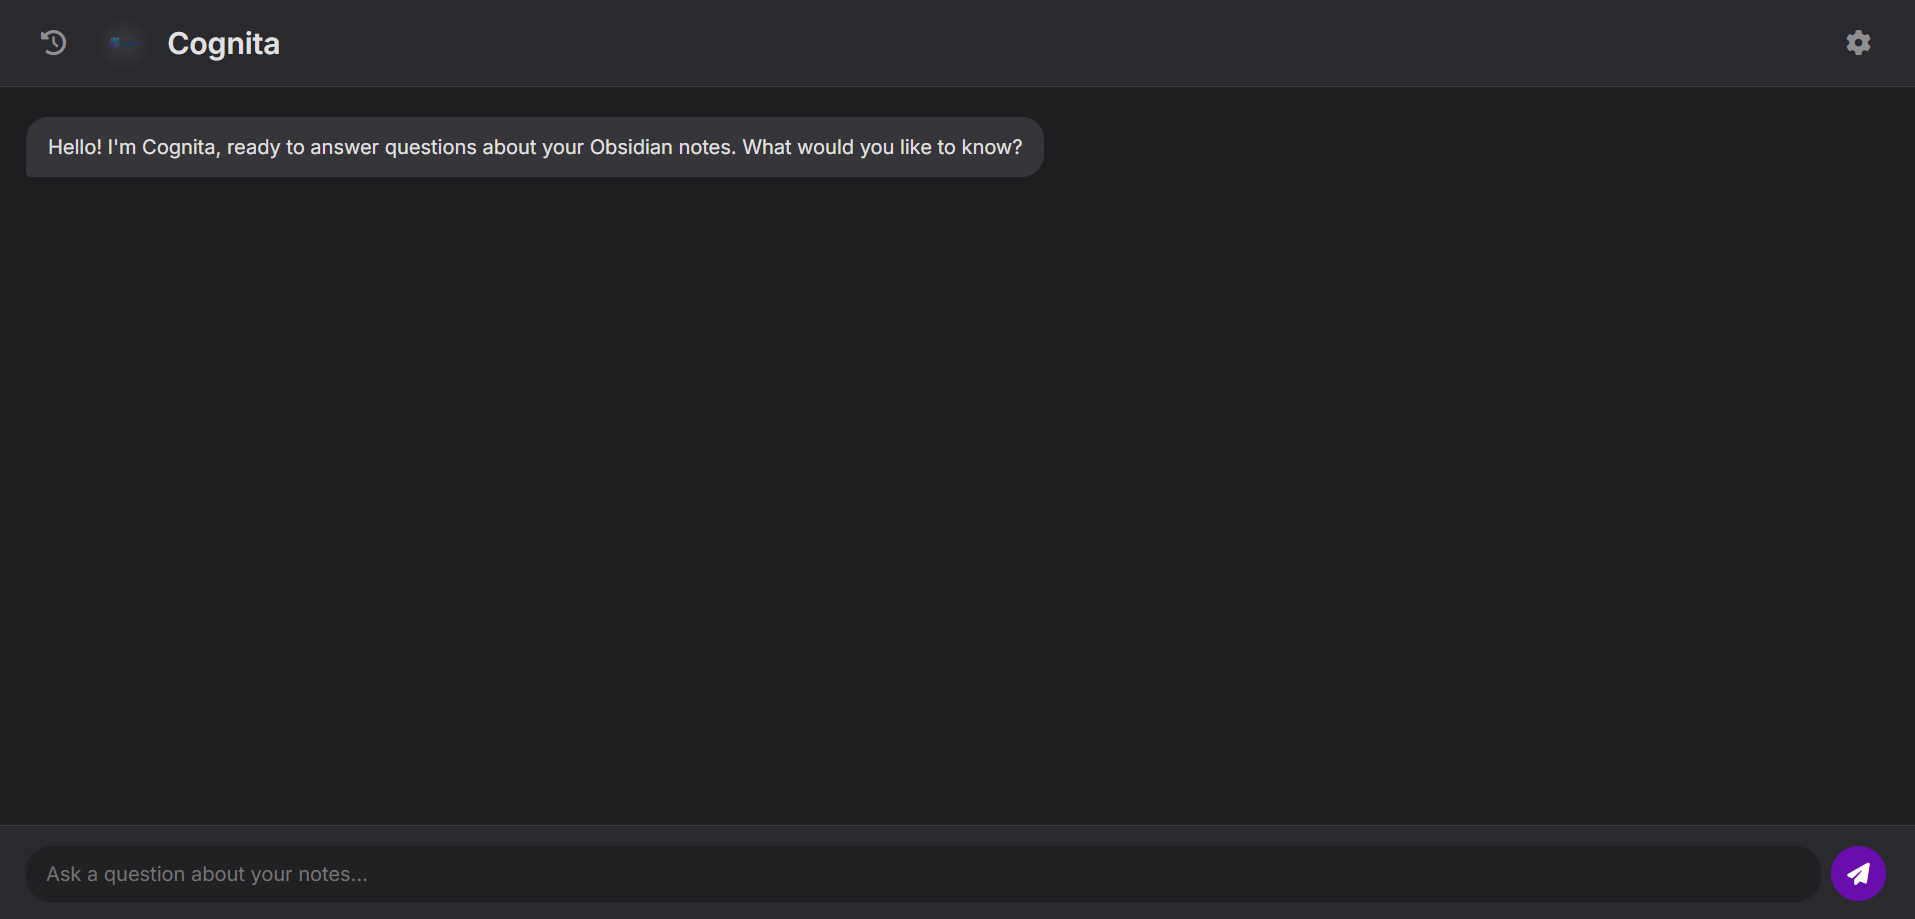 Cognita
Hello! I'm Cognita, ready to answer questions about your Obsidian notes. What would you like to know?
Ask a question about your notes...